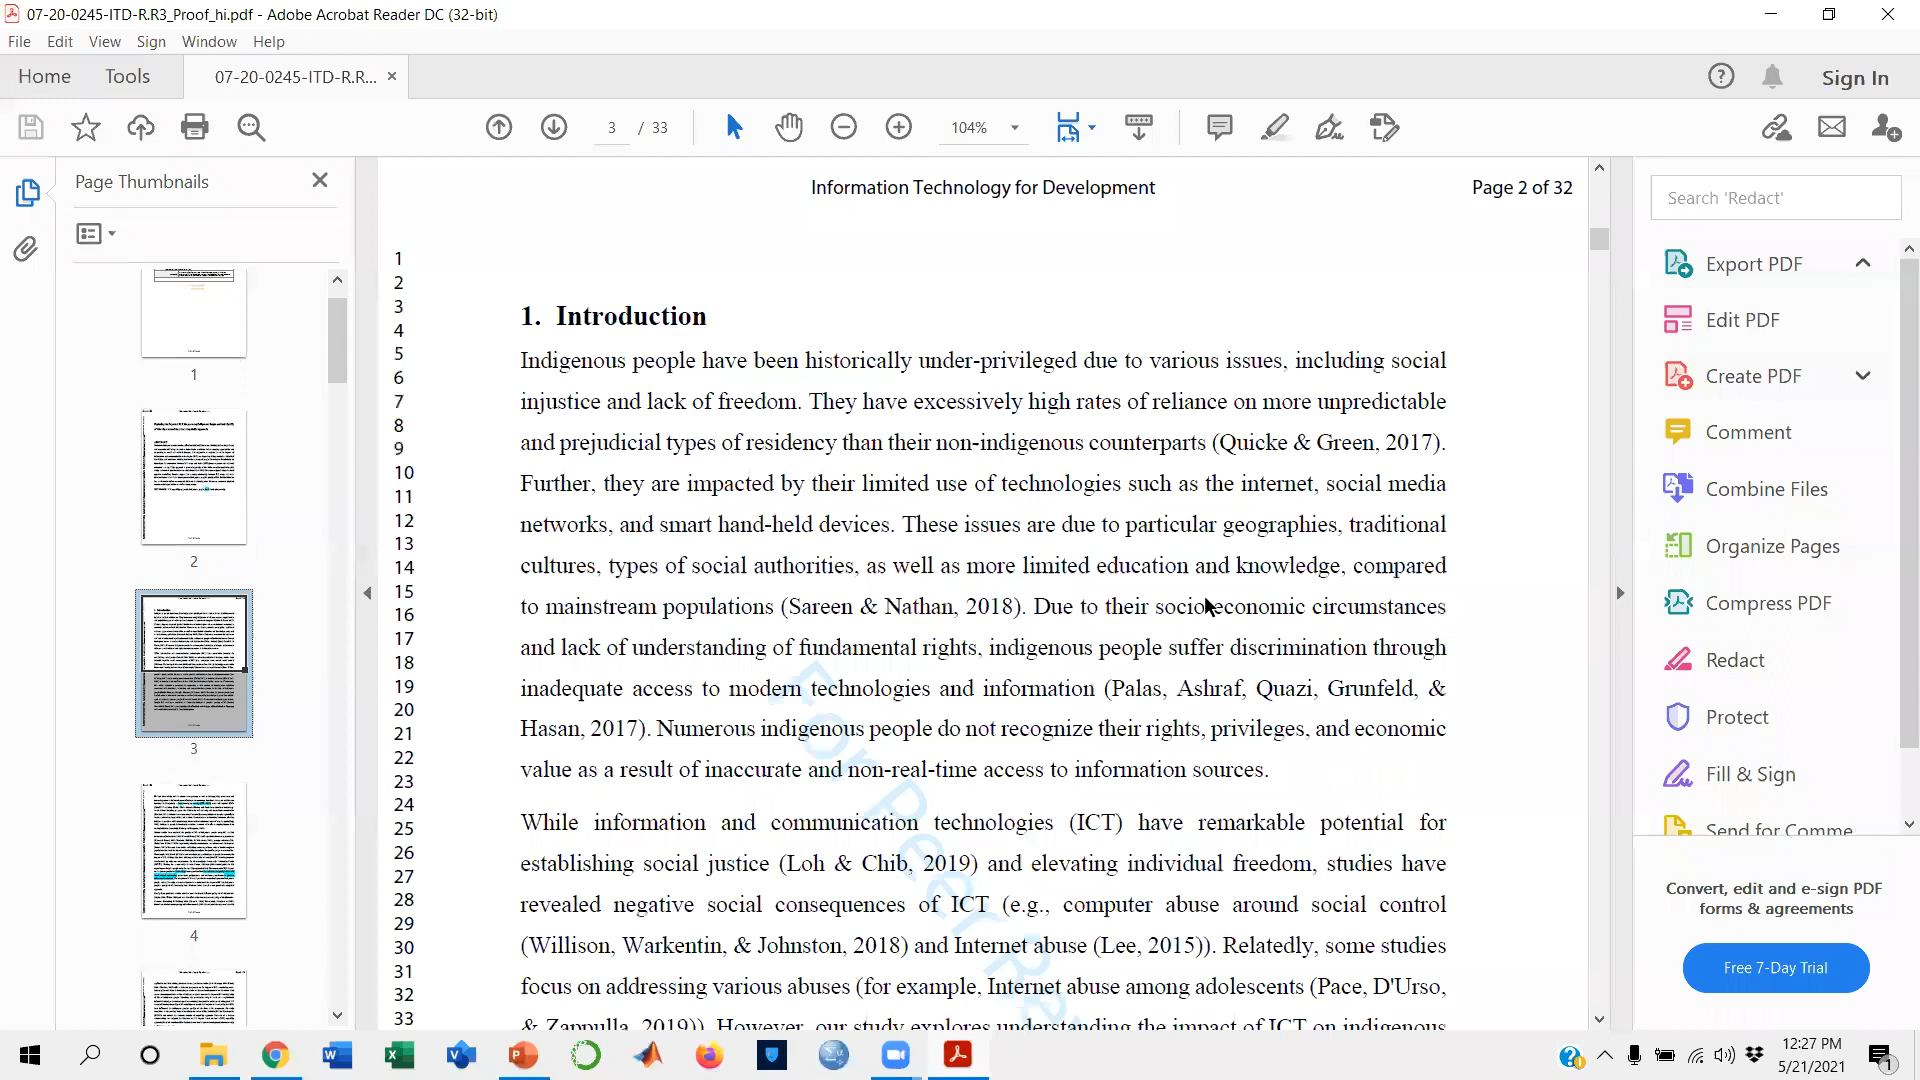 07-20-0245-ITD-R.R3_Proof_hi.pdf - Adobe Acrobat Reader DC (32-bit)
File Edit View Sign Window Help
Home Tools 07-20-0245-ITD-R.R... × Sign In
3 / 33 104%
Page Thumbnails
1
2
3
4
Information Technology for Development Page 2 of 32
1
2
3
4
5
6
7
8
9
10
11
12
13
14
15
16
17
18
19
20
21
22
23
24
25
26
27
28
29
30
31
32
33
1. Introduction
Indigenous people have been historically under-privileged due to various issues, including social
injustice and lack of freedom. They have excessively high rates of reliance on more unpredictable
and prejudicial types of residency than their non-indigenous counterparts (Quicke & Green, 2017).
Further, they are impacted by their limited use of technologies such as the internet, social media
networks, and smart hand-held devices. These issues are due to particular geographies, traditional
cultures, types of social authorities, as well as more limited education and knowledge, compared
to mainstream populations (Sareen & Nathan, 2018). Due to their socio-economic circumstances
and lack of understanding of fundamental rights, indigenous people suffer discrimination through
inadequate access to modern technologies and information (Palas, Ashraf, Quazi, Grunfeld, &
Hasan, 2017). Numerous indigenous people do not recognize their rights, privileges, and economic
value as a result of inaccurate and non-real-time access to information sources.
While information and communication technologies (ICT) have remarkable potential for
establishing social justice (Loh & Chib, 2019) and elevating individual freedom, studies have
revealed negative social consequences of ICT (e.g., computer abuse around social control
(Willison, Warkentin, & Johnston, 2018) and Internet abuse (Lee, 2015)). Relatedly, some studies
focus on addressing various abuses (for example, Internet abuse among adolescents (Pace, D'Urso,
& Zappulla, 2019)). However, our study explores understanding the impact of ICT on indigenous
For Peer Re
Search 'Redact'
Export PDF
Edit PDF
Create PDF
Comment
Combine Files
Organize Pages
Compress PDF
Redact
Protect
Fill & Sign
Send for Comme
Convert, edit and e-sign PDF
forms & agreements
Free 7-Day Trial
12:27 PM
5/21/2021
1